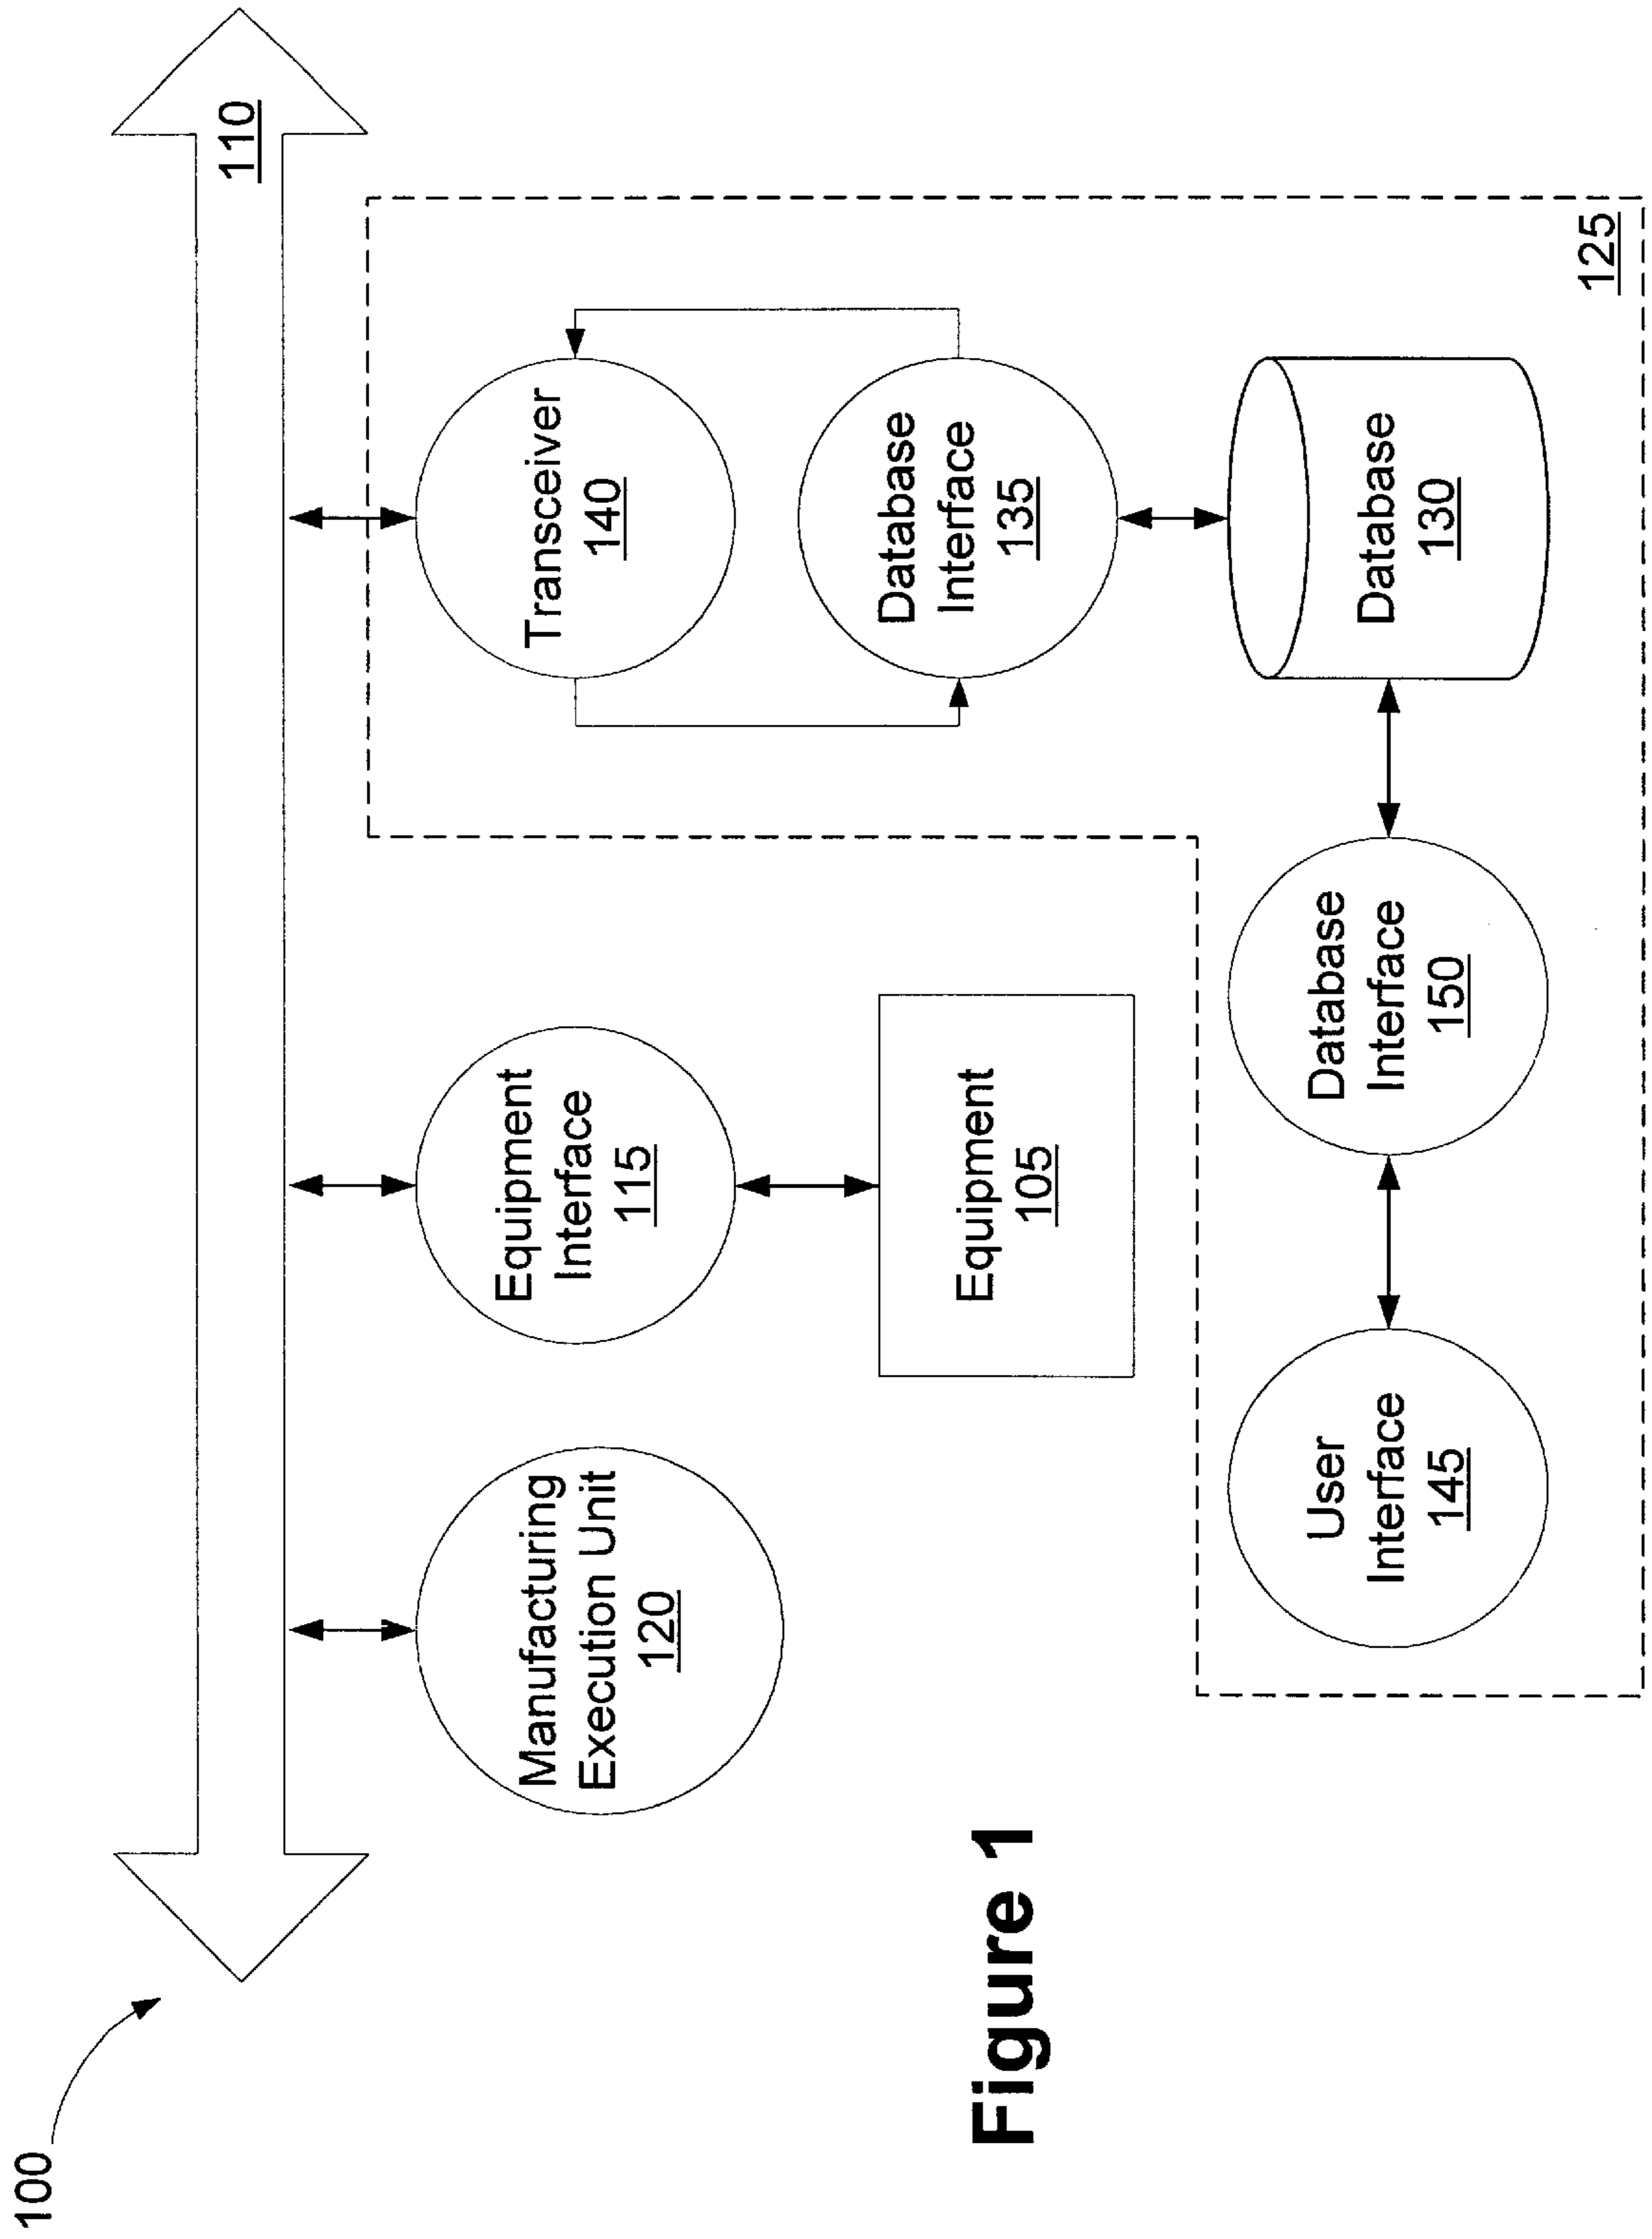 100
110
Manufacturing
Execution Unit
120
Equipment
Interface
115
Equipment
105
Transceiver
140
Database
Interface
135
Database
130
Database
Interface
150
User
Interface
145
125
Figure 1